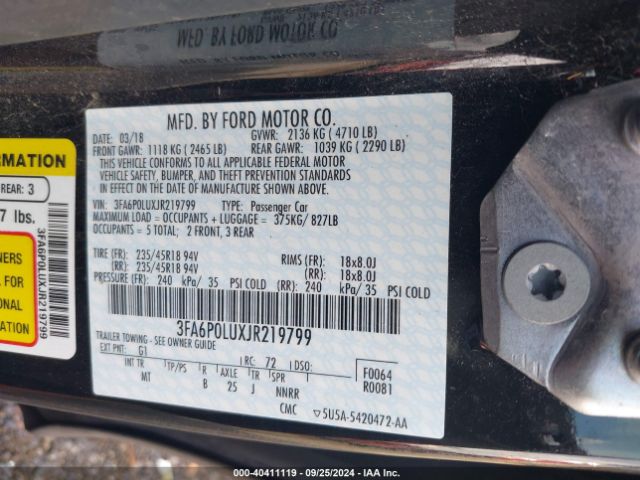 MFD. BY FORD MOTOR CO
MFD. BY FORD MOTOR CO.
DATE: 03/18 GVWR: 2136 KG ( 4710 LB)
FRONT GAWR: 1118 KG ( 2465 LB) REAR GAWR: 1039 KG ( 2290 LB)
THIS VEHICLE CONFORMS TO ALL APPLICABLE FEDERAL MOTOR
VEHICLE SAFETY, BUMPER, AND THEFT PREVENTION STANDARDS
IN EFFECT ON THE DATE OF MANUFACTURE SHOWN ABOVE.
VIN: 3FA6P0LUXJR219799 TYPE: Passenger Car
MAXIMUM LOAD = OCCUPANTS + LUGGAGE = 375KG/ 827LB
OCCUPANTS = 5 TOTAL; 2 FRONT, 3 REAR
TIRE (FR): 235/45R18 94V RIMS (FR): 18x8.0J
(RR): 235/45R18 94V (RR): 18x8.0J
PRESSURE (FR): 240 kPa/ 35 PSI COLD (RR): 240 kPa/ 35 PSI COLD
3FA6P0LUXJR219799
TRAILER TOWING - SEE OWNER GUIDE
EXT PNT: G1 RC: 72 DSO: F0064
INT TR TP/PS R AXLE TR SPR R0081
MT B 25 J NNRR
CMC 5U5A-5420472-AA
ORMATION
REAR: 3
7 lbs.
NERS
FOR
ONAL
3FA6P0LUXJR219799
000-40411119 - 09/25/2024 - IAA Inc.